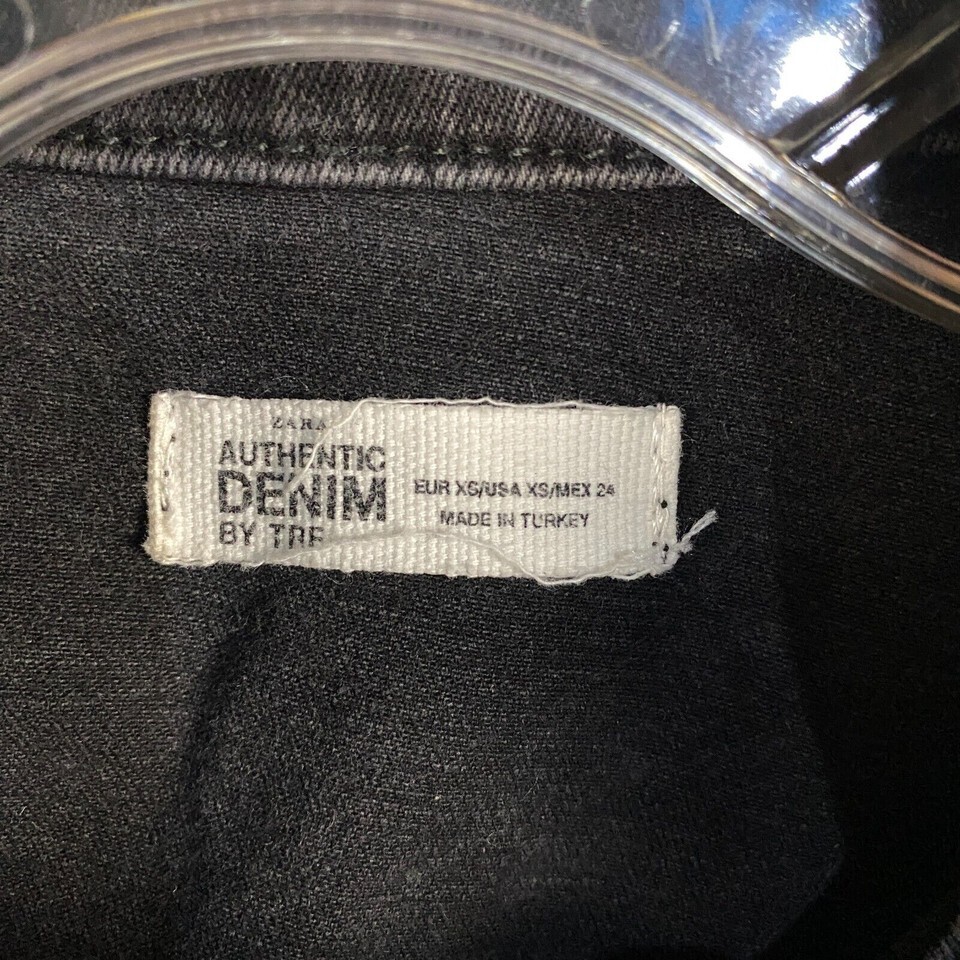 ZARA
AUTHENTIC
DENIM
BY TRF
EUR XS/USA XS/MEX 24
MADE IN TURKEY